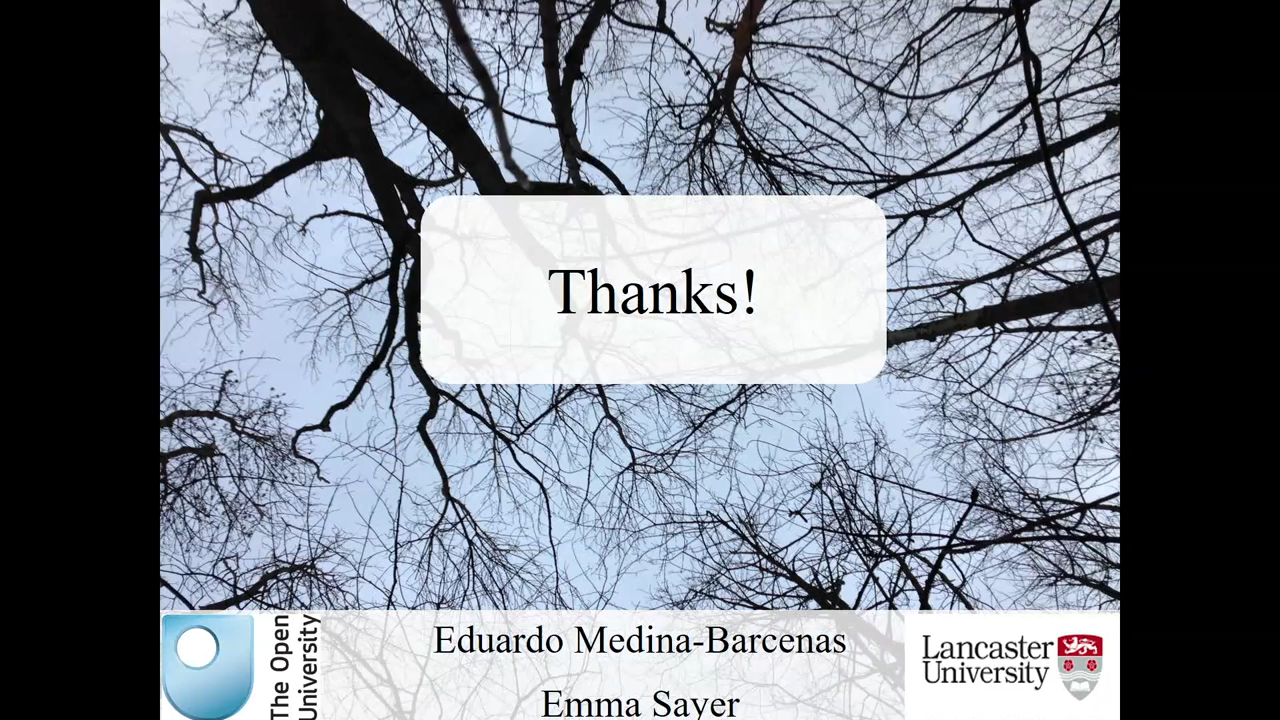 Thanks!
The Open
University
Eduardo Medina-Barcenas
Emma Sayer
Lancaster
University